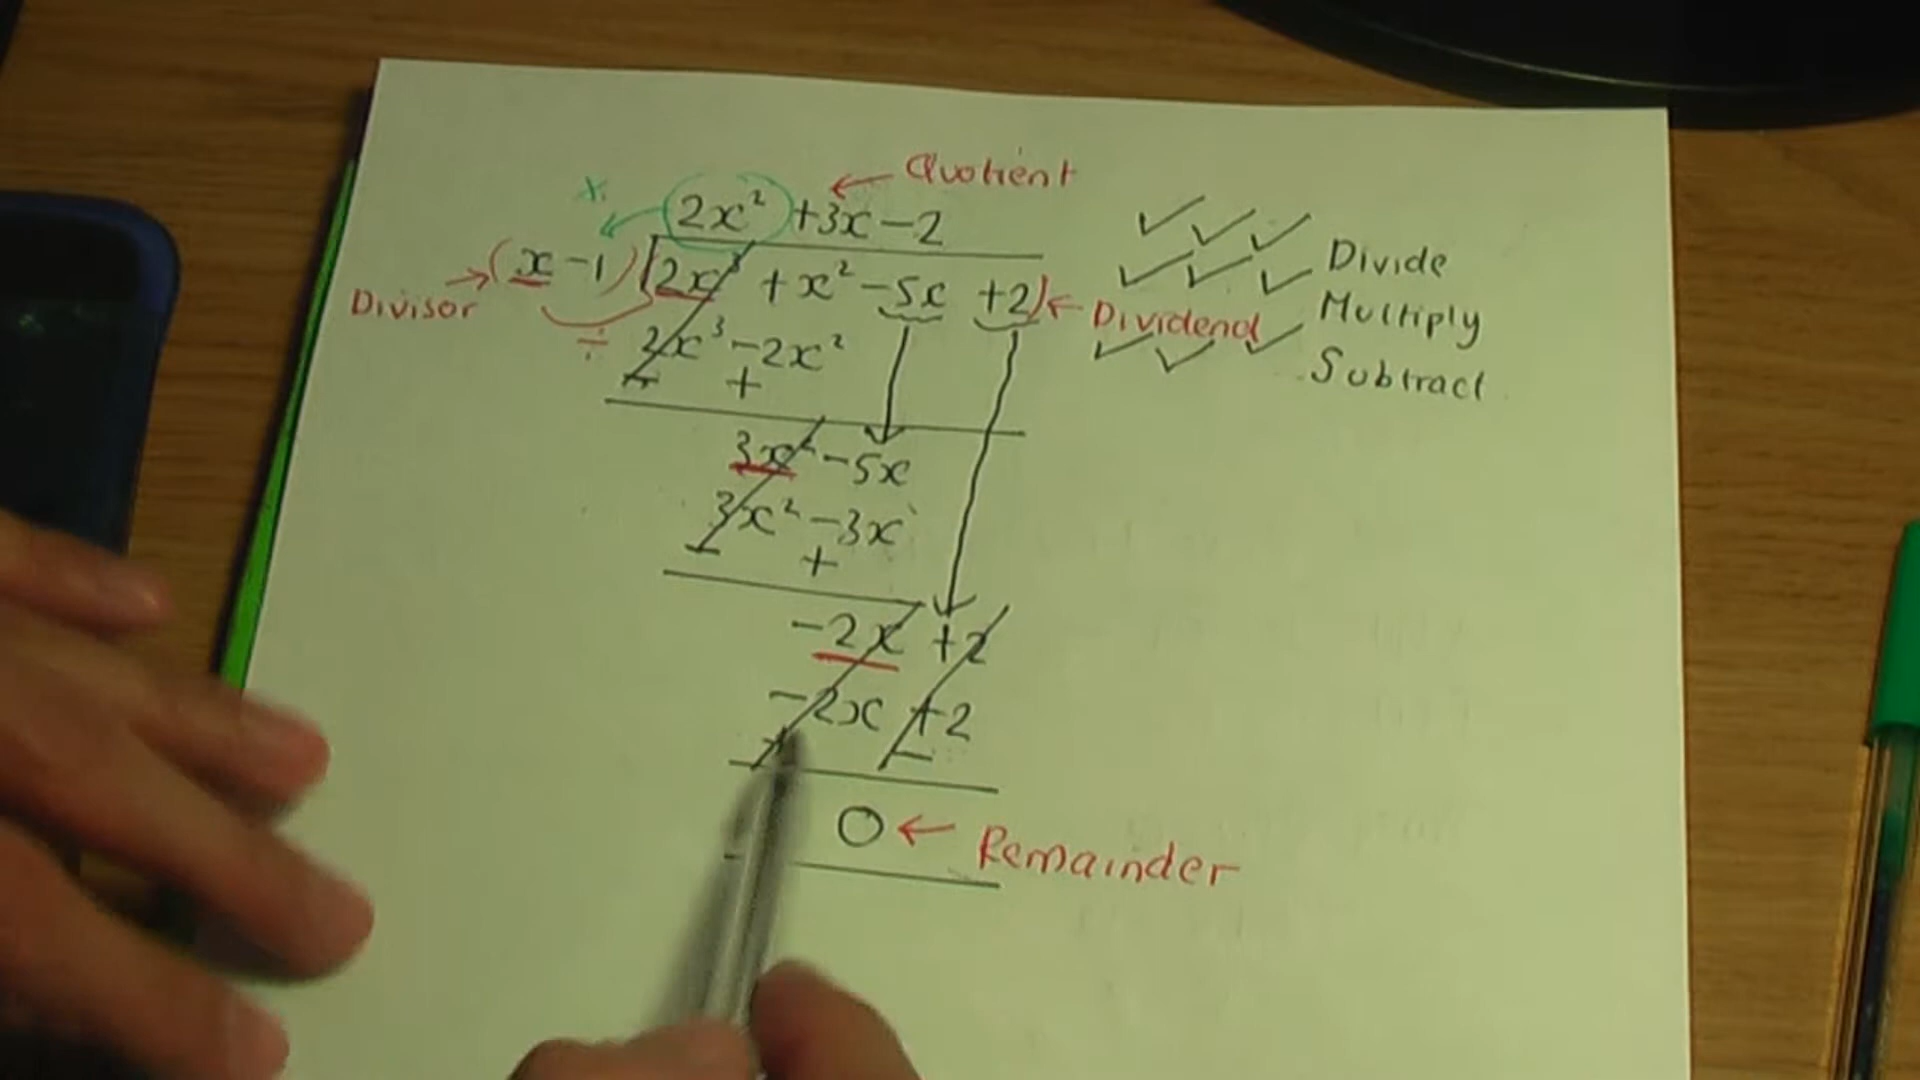 Quotient
x
2x² +3x-2
(x-1) 2x³ +x² -5x +2)
Divisor
÷
Dividend
Divide
Multiply
Subtract
2x³ -2x²
- +
3x² -5x
3x² -3x
- +
-2x +2
-2x +2
+ -
0
Remainder